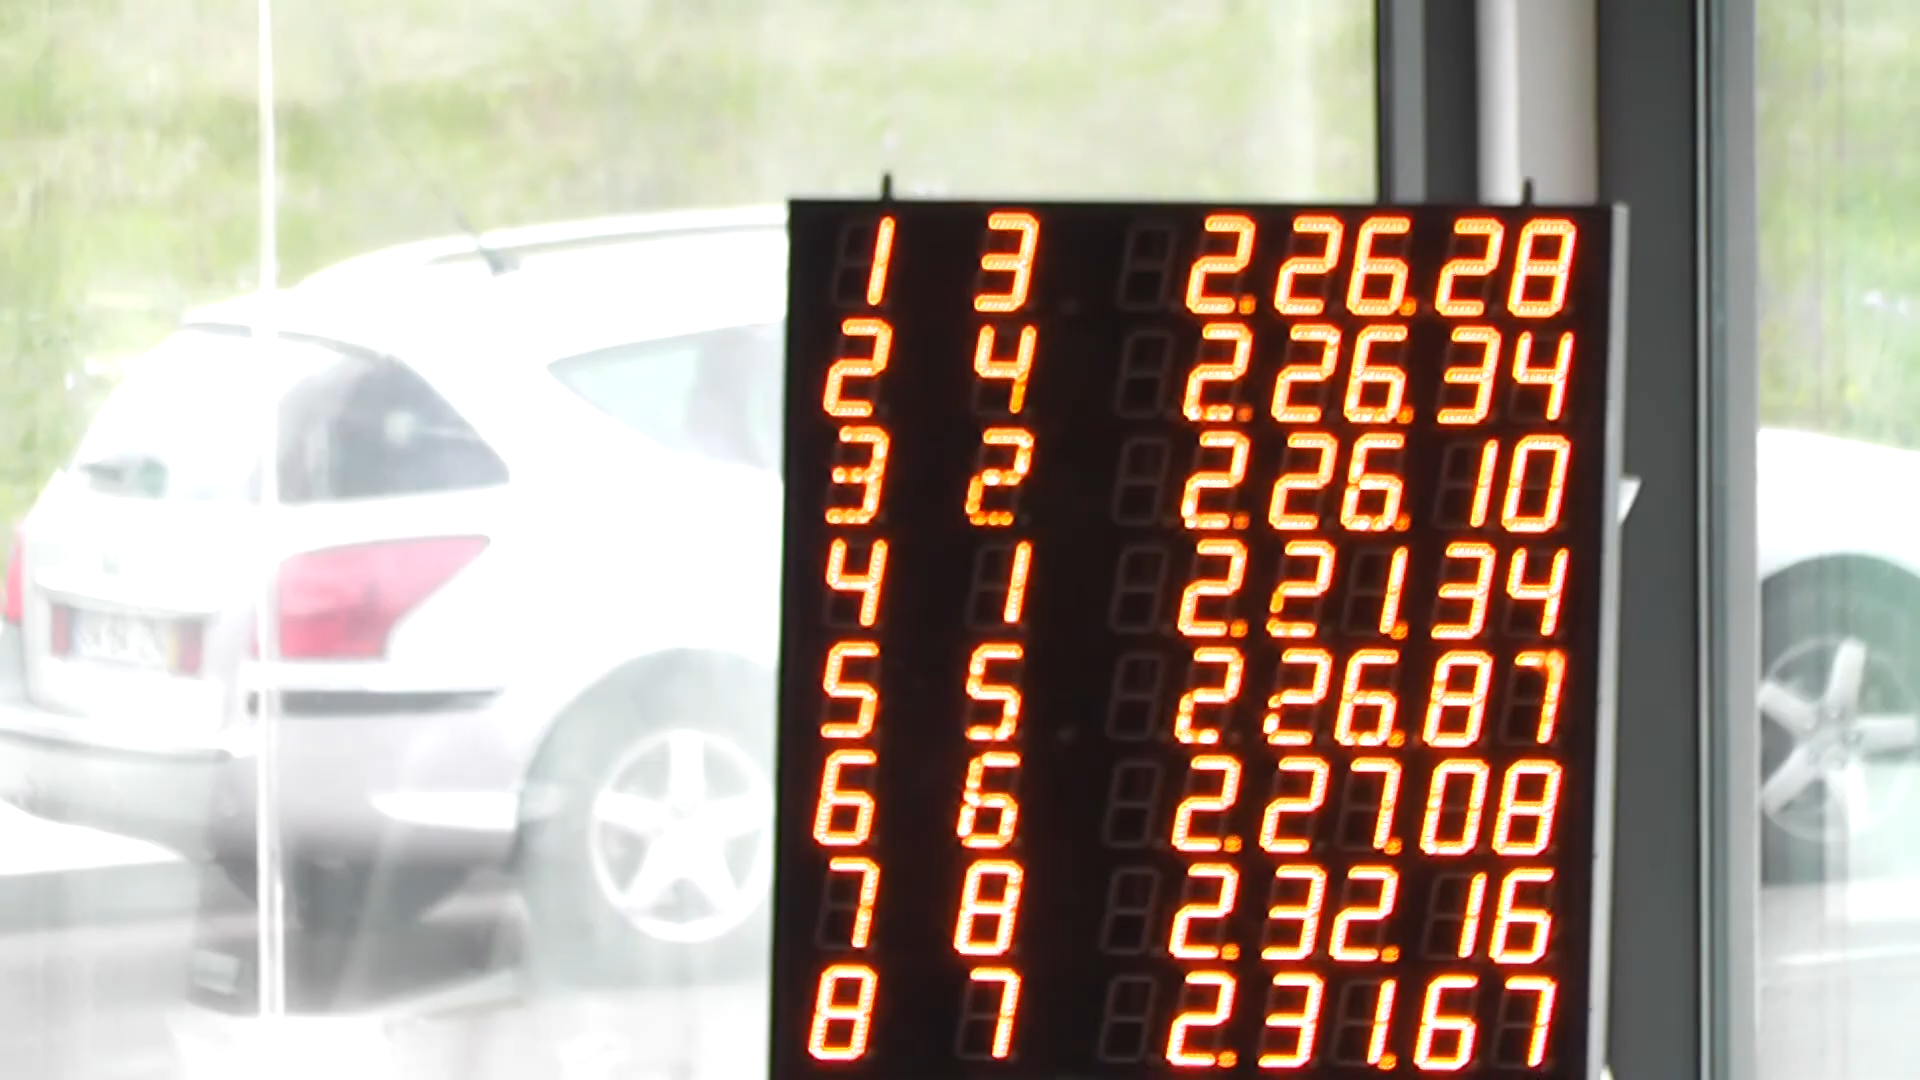 1 3 2.26.28
2 4 2.26.34
3 2 2.26.10
4 1 2.21.34
5 5 2.26.87
6 6 2.27.08
7 8 2.32.16
8 7 2.31.67